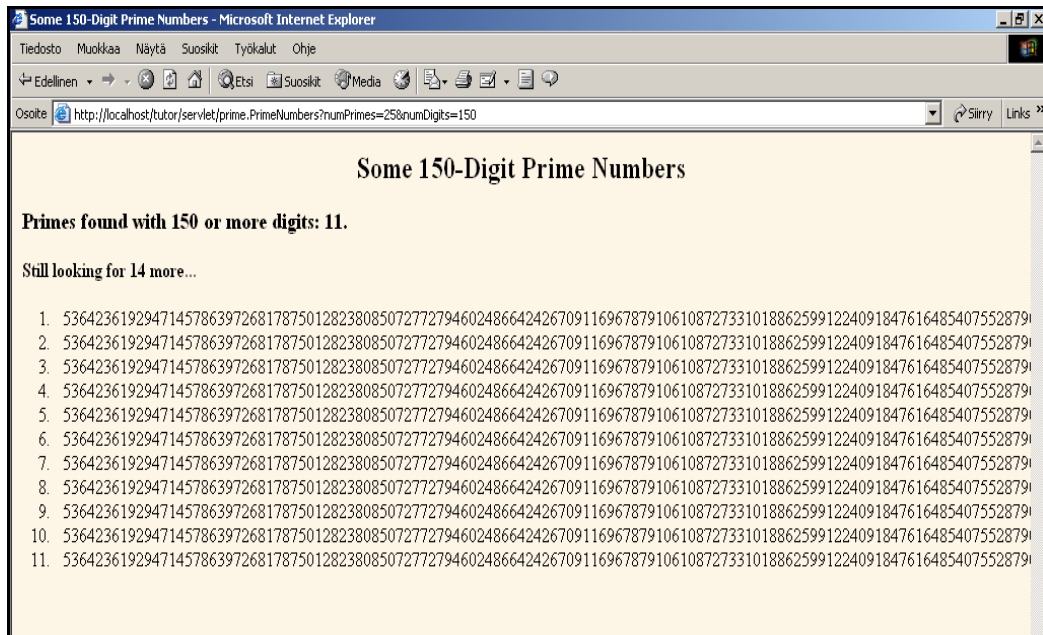 Some 150-Digit Prime Numbers - Microsoft Internet Explorer
Tiedosto Muokkaa Näytä Suosikit Työkalut Ohje
Edellinen Etsi Suosikit Media
Osoite http://localhost/tutor/servlet/prime.PrimeNumbers?numPrimes=25&numDigits=150 Siirry Links »
Some 150-Digit Prime Numbers
Primes found with 150 or more digits: 11.
Still looking for 14 more...
1. 536423619294714578639726817875012823808507277279460248664242670911696787910610872733101886259912240918476164854075528790
2. 536423619294714578639726817875012823808507277279460248664242670911696787910610872733101886259912240918476164854075528790
3. 536423619294714578639726817875012823808507277279460248664242670911696787910610872733101886259912240918476164854075528790
4. 536423619294714578639726817875012823808507277279460248664242670911696787910610872733101886259912240918476164854075528790
5. 536423619294714578639726817875012823808507277279460248664242670911696787910610872733101886259912240918476164854075528790
6. 536423619294714578639726817875012823808507277279460248664242670911696787910610872733101886259912240918476164854075528790
7. 536423619294714578639726817875012823808507277279460248664242670911696787910610872733101886259912240918476164854075528790
8. 536423619294714578639726817875012823808507277279460248664242670911696787910610872733101886259912240918476164854075528790
9. 536423619294714578639726817875012823808507277279460248664242670911696787910610872733101886259912240918476164854075528790
10. 536423619294714578639726817875012823808507277279460248664242670911696787910610872733101886259912240918476164854075528790
11. 536423619294714578639726817875012823808507277279460248664242670911696787910610872733101886259912240918476164854075528790